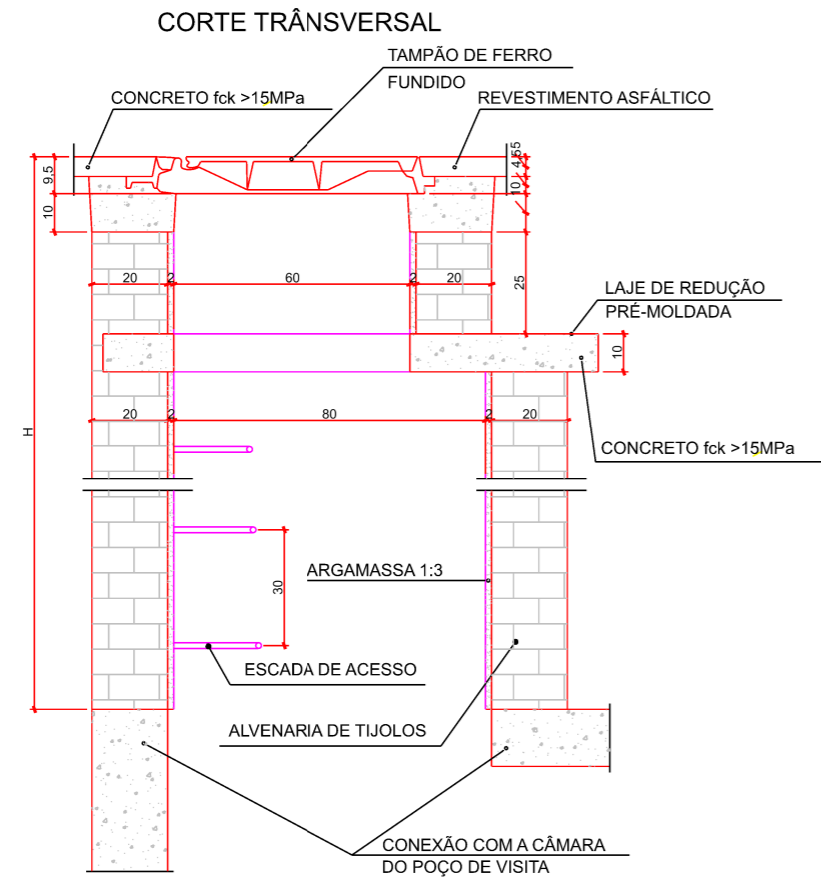 CORTE TRÂNSVERSAL
TAMPÃO DE FERRO
FUNDIDO
CONCRETO fck >15MPa
REVESTIMENTO ASFÁLTICO
9.5
10
4.55
10
20
2
60
2
20
25
LAJE DE REDUÇÃO
PRÉ-MOLDADA
10
20
2
80
2
20
H
CONCRETO fck >15MPa
30
ARGAMASSA 1:3
ESCADA DE ACESSO
ALVENARIA DE TIJOLOS
CONEXÃO COM A CÂMARA
DO POÇO DE VISITA